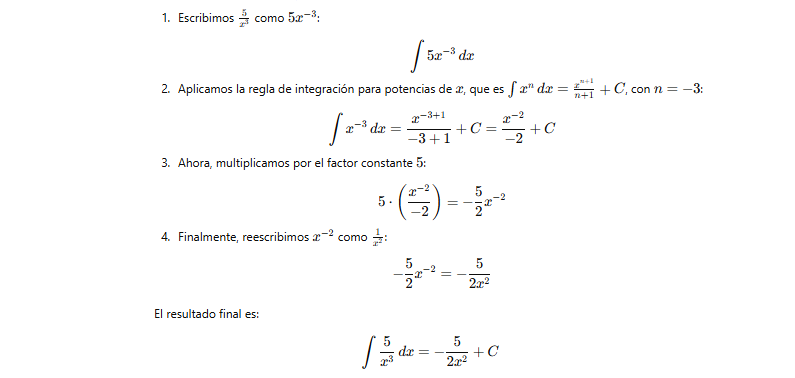 1. Escribimos $\frac{5}{x^3}$ como $5x^{-3}$:
$\int 5x^{-3}\,dx$
2. Aplicamos la regla de integración para potencias de $x$, que es $\int x^n\,dx = \frac{x^{n+1}}{n+1} + C$, con $n = -3$:
$\int x^{-3}\,dx = \frac{x^{-3+1}}{-3+1} + C = \frac{x^{-2}}{-2} + C$
3. Ahora, multiplicamos por el factor constante $5$:
$5 \cdot \left(\frac{x^{-2}}{-2}\right) = -\frac{5}{2}x^{-2}$
4. Finalmente, reescribimos $x^{-2}$ como $\frac{1}{x^2}$:
$-\frac{5}{2}x^{-2} = -\frac{5}{2x^2}$
El resultado final es:
$\int \frac{5}{x^3}\,dx = -\frac{5}{2x^2} + C$